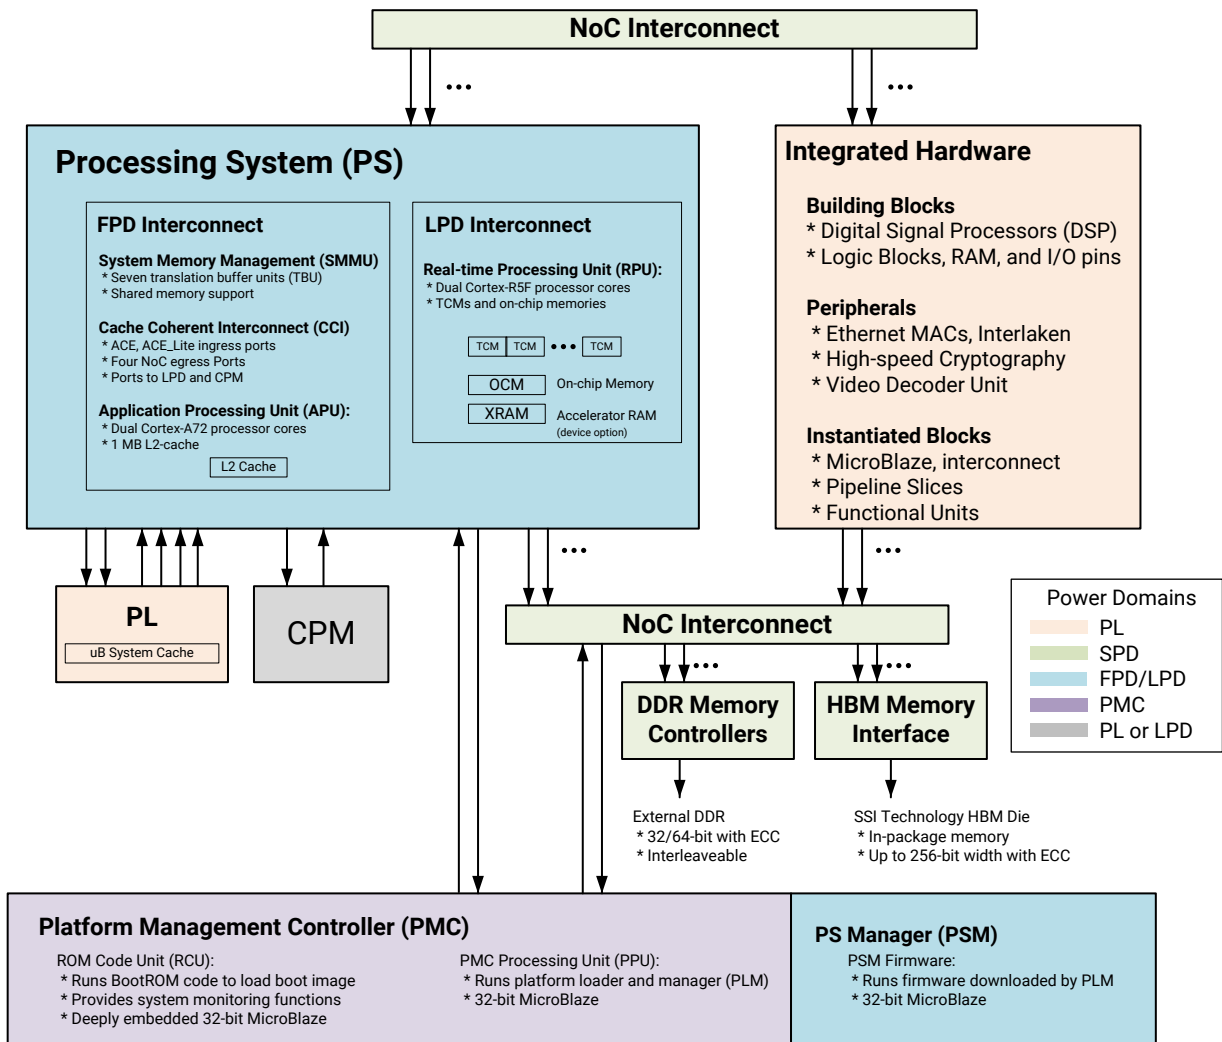 NoC Interconnect
...
...
Processing System (PS)
FPD Interconnect
System Memory Management (SMMU)
* Seven translation buffer units (TBU)
* Shared memory support
Cache Coherent Interconnect (CCI)
* ACE, ACE_Lite ingress ports
* Four NoC egress Ports
* Ports to LPD and CPM
Application Processing Unit (APU):
* Dual Cortex-A72 processor cores
* 1 MB L2-cache
L2 Cache
LPD Interconnect
Real-time Processing Unit (RPU):
* Dual Cortex-R5F processor cores
* TCMs and on-chip memories
TCM TCM ... TCM
OCM On-chip Memory
XRAM Accelerator RAM
(device option)
Integrated Hardware
Building Blocks
* Digital Signal Processors (DSP)
* Logic Blocks, RAM, and I/O pins
Peripherals
* Ethernet MACs, Interlaken
* High-speed Cryptography
* Video Decoder Unit
Instantiated Blocks
* MicroBlaze, interconnect
* Pipeline Slices
* Functional Units
...
...
PL
uB System Cache
CPM
NoC Interconnect
...
...
DDR Memory
Controllers
HBM Memory
Interface
External DDR
* 32/64-bit with ECC
* Interleaveable
SSI Technology HBM Die
* In-package memory
* Up to 256-bit width with ECC
Power Domains
PL
SPD
FPD/LPD
PMC
PL or LPD
Platform Management Controller (PMC)
ROM Code Unit (RCU):
* Runs BootROM code to load boot image
* Provides system monitoring functions
* Deeply embedded 32-bit MicroBlaze
PMC Processing Unit (PPU):
* Runs platform loader and manager (PLM)
* 32-bit MicroBlaze
PS Manager (PSM)
PSM Firmware:
* Runs firmware downloaded by PLM
* 32-bit MicroBlaze